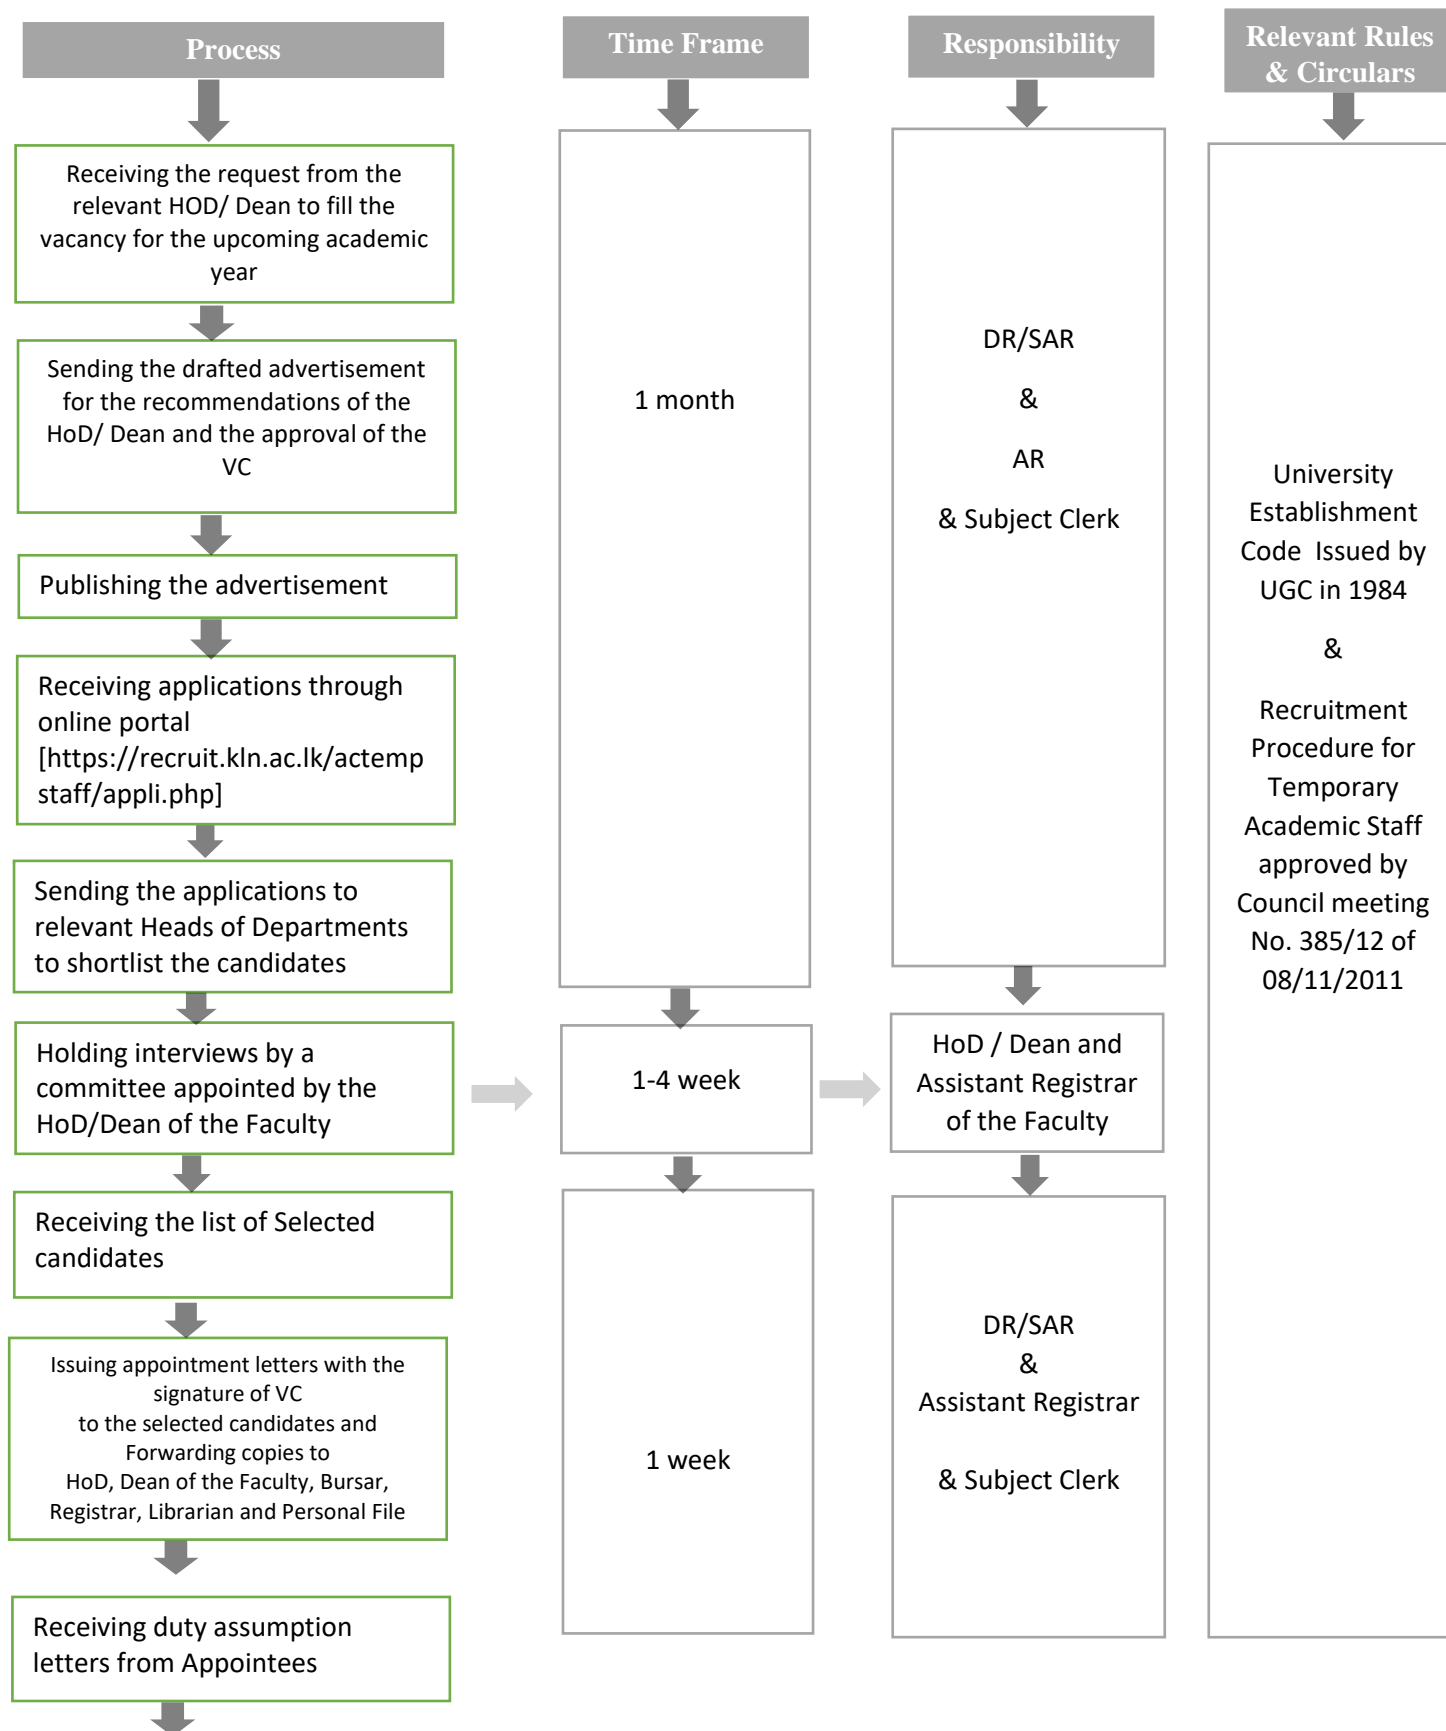 Process
Receiving the request from the
relevant HOD/ Dean to fill the
vacancy for the upcoming academic
year
Sending the drafted advertisement
for the recommendations of the
HoD/ Dean and the approval of the
VC
Publishing the advertisement
Receiving applications through
online portal
[https://recruit.kln.ac.lk/actemp
staff/appli.php]
Sending the applications to
relevant Heads of Departments
to shortlist the candidates
Holding interviews by a
committee appointed by the
HoD/Dean of the Faculty
Receiving the list of Selected
candidates
Issuing appointment letters with the
signature of VC
to the selected candidates and
Forwarding copies to
HoD, Dean of the Faculty, Bursar,
Registrar, Librarian and Personal File
Receiving duty assumption
letters from Appointees
Time Frame
1 month
1-4 week
1 week
Responsibility
DR/SAR
&
AR
& Subject Clerk
HoD / Dean and
Assistant Registrar
of the Faculty
DR/SAR
&
Assistant Registrar
& Subject Clerk
Relevant Rules
& Circulars
University
Establishment
Code Issued by
UGC in 1984
&
Recruitment
Procedure for
Temporary
Academic Staff
approved by
Council meeting
No. 385/12 of
08/11/2011